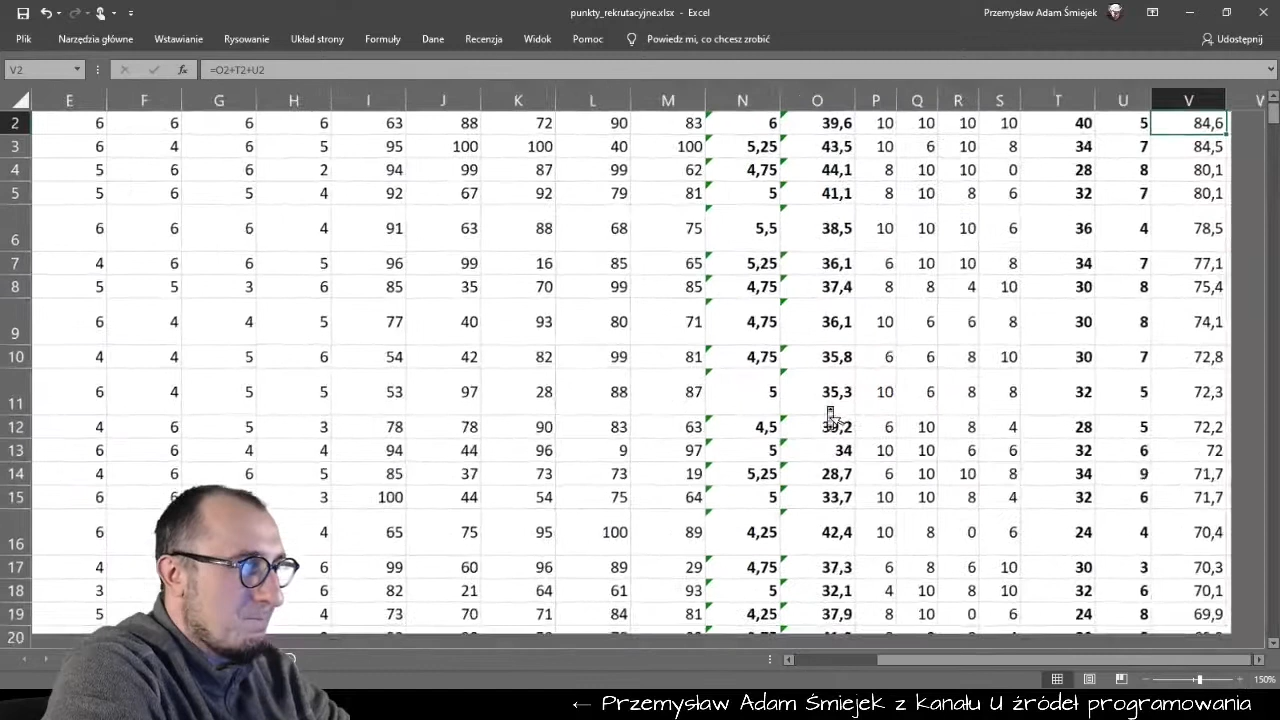 punkty_rekrutacyjne.xlsx - Excel
Przemysław Adam Śmiejek
Plik Narzędzia główne Wstawianie Rysowanie Układ strony Formuły Dane Recenzja Widok Pomoc Powiedz mi, co chcesz zrobić Udostępnij
V2 fx =O2+T2+U2
E F G H I J K L M N O P Q R S T U V W
2 6 6 6 6 63 88 72 90 83 6 39,6 10 10 10 10 40 5 84,6
3 6 4 6 5 95 100 100 40 100 5,25 43,5 10 6 10 8 34 7 84,5
4 5 6 6 2 94 99 87 99 62 4,75 44,1 8 10 10 0 28 8 80,1
5 6 6 5 4 92 67 92 79 81 5 41,1 8 10 8 6 32 7 80,1
6 6 6 6 4 91 63 88 68 75 5,5 38,5 10 10 10 6 36 4 78,5
7 4 6 6 5 96 99 16 85 65 5,25 36,1 6 10 10 8 34 7 77,1
8 5 5 3 6 85 35 70 99 85 4,75 37,4 8 8 4 10 30 8 75,4
9 6 4 4 5 77 40 93 80 71 4,75 36,1 10 6 6 8 30 8 74,1
10 4 4 5 6 54 42 82 99 81 4,75 35,8 6 6 8 10 30 7 72,8
11 6 4 5 5 53 97 28 88 87 5 35,3 10 6 8 8 32 5 72,3
12 4 6 5 3 78 78 90 83 63 4,5 39,2 6 10 8 4 28 5 72,2
13 6 6 4 4 94 44 96 9 97 5 34 10 10 6 6 32 6 72
14 4 6 6 5 85 37 73 73 19 5,25 28,7 6 10 10 8 34 9 71,7
15 6 6 3 100 44 54 75 64 5 33,7 10 10 8 4 32 6 71,7
16 6 4 65 75 95 100 89 4,25 42,4 10 8 0 6 24 4 70,4
17 4 6 99 60 96 89 29 4,75 37,3 6 8 6 10 30 3 70,3
18 3 6 82 21 64 61 93 5 32,1 4 10 8 10 32 6 70,1
19 5 4 73 70 71 84 81 4,25 37,9 8 10 0 6 24 8 69,9
20
150%
← Przemysław Adam Śmiejek z kanału U źródeł programowania